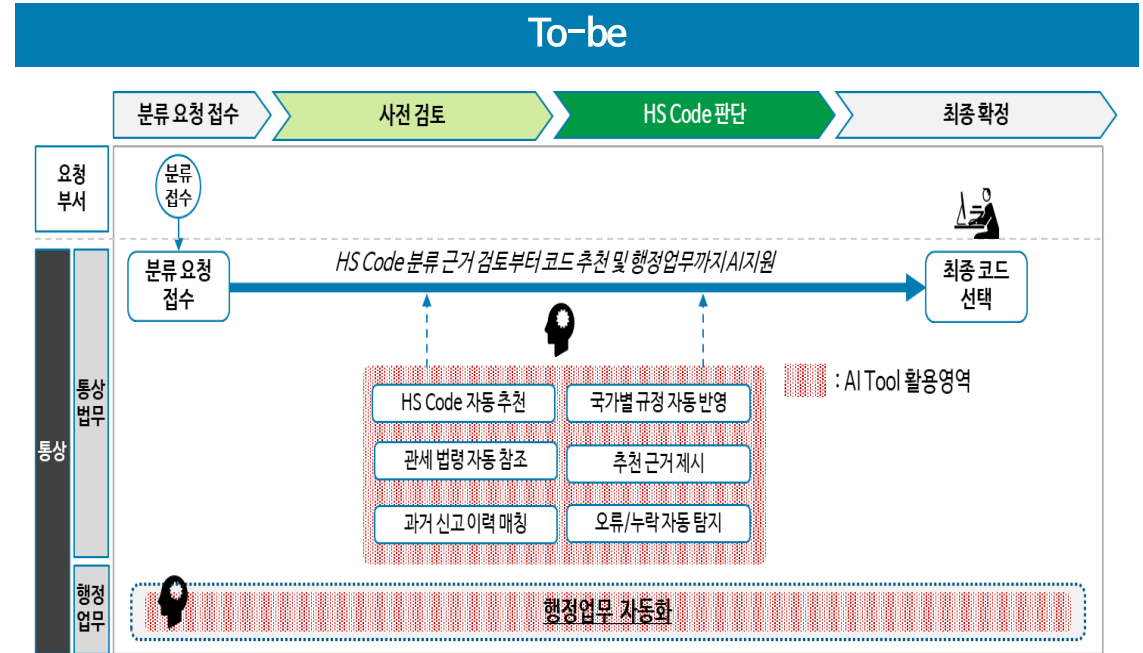 To-be
분류 요청 접수
사전 검토
HS Code 판단
최종 확정
요청
부서
분류
접수
통상
통상
법무
분류 요청
접수
HS Code 분류 근거 검토부터 코드 추천 및 행정업무까지 AI지원
최종 코드
선택
HS Code 자동 추천
국가별 규정 자동 반영
: AI Tool 활용영역
관세 법령 자동 참조
추천 근거 제시
과거 신고 이력 매칭
오류/누락 자동 탐지
행정
업무
행정업무 자동화